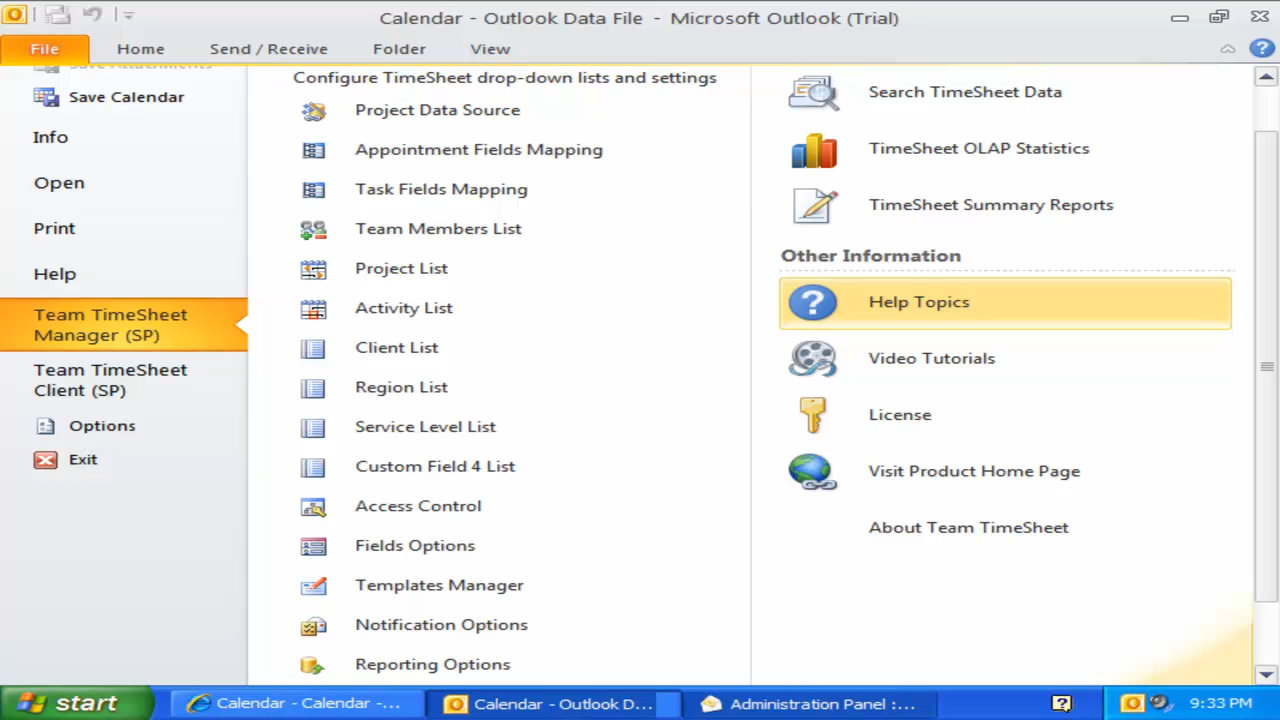 Calendar - Outlook Data File - Microsoft Outlook (Trial)
File Home Send / Receive Folder View
Save Attachments
Save Calendar
Info
Open
Print
Help
Team TimeSheet
Manager (SP)
Team TimeSheet
Client (SP)
Options
Exit
Configure TimeSheet drop-down lists and settings
Project Data Source
Appointment Fields Mapping
Task Fields Mapping
Team Members List
Project List
Activity List
Client List
Region List
Service Level List
Custom Field 4 List
Access Control
Fields Options
Templates Manager
Notification Options
Reporting Options
Search TimeSheet Data
TimeSheet OLAP Statistics
TimeSheet Summary Reports
Other Information
Help Topics
Video Tutorials
License
Visit Product Home Page
About Team TimeSheet
start Calendar - Calendar -... Calendar - Outlook D... Administration Panel :... 9:33 PM